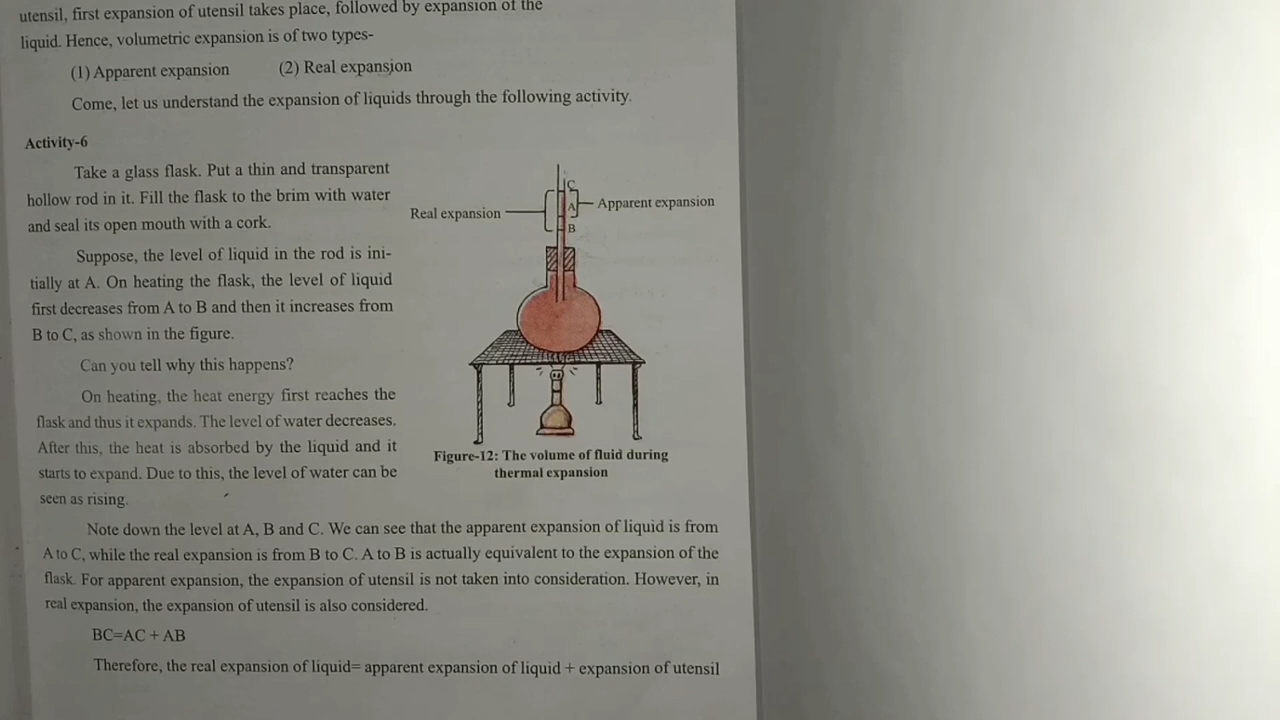 utensil, first expansion of utensil takes place, followed by expansion of the
liquid. Hence, volumetric expansion is of two types-
(1) Apparent expansion (2) Real expansion
Come, let us understand the expansion of liquids through the following activity.
Activity-6
Take a glass flask. Put a thin and transparent
hollow rod in it. Fill the flask to the brim with water
and seal its open mouth with a cork.
Suppose, the level of liquid in the rod is ini-
tially at A. On heating the flask, the level of liquid
first decreases from A to B and then it increases from
B to C, as shown in the figure.
Can you tell why this happens?
On heating, the heat energy first reaches the
flask and thus it expands. The level of water decreases.
After this, the heat is absorbed by the liquid and it
starts to expand. Due to this, the level of water can be
seen as rising.
C
Real expansion
A
Apparent expansion
B
Figure-12: The volume of fluid during
thermal expansion
Note down the level at A, B and C. We can see that the apparent expansion of liquid is from
A to C, while the real expansion is from B to C. A to B is actually equivalent to the expansion of the
flask. For apparent expansion, the expansion of utensil is not taken into consideration. However, in
real expansion, the expansion of utensil is also considered.
BC=AC + AB
Therefore, the real expansion of liquid= apparent expansion of liquid + expansion of utensil